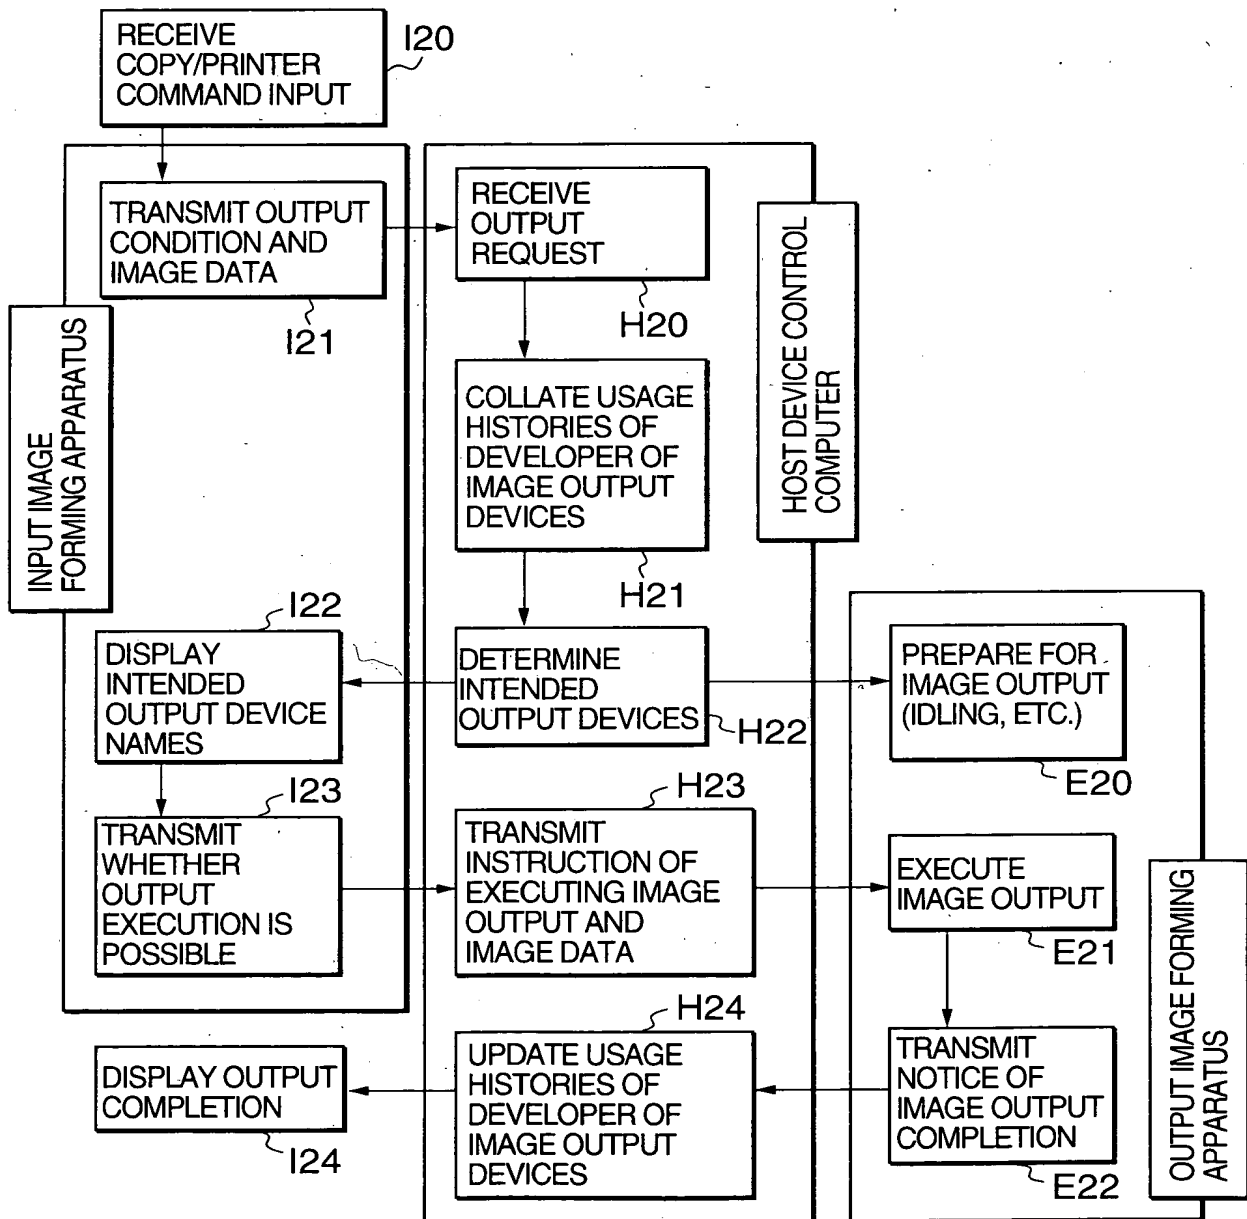 RECEIVE
COPY/PRINTER
COMMAND INPUT
I20
TRANSMIT OUTPUT
CONDITION AND
IMAGE DATA
I21
INPUT IMAGE
FORMING APPARATUS
RECEIVE
OUTPUT
REQUEST
H20
HOST DEVICE CONTROL
COMPUTER
COLLATE USAGE
HISTORIES OF
DEVELOPER OF
IMAGE OUTPUT
DEVICES
H21
I22
DISPLAY
INTENDED
OUTPUT DEVICE
NAMES
DETERMINE
INTENDED
OUTPUT DEVICES
H22
PREPARE FOR
IMAGE OUTPUT
(IDLING, ETC.)
E20
I23
TRANSMIT
WHETHER
OUTPUT
EXECUTION IS
POSSIBLE
H23
TRANSMIT
INSTRUCTION OF
EXECUTING IMAGE
OUTPUT AND
IMAGE DATA
EXECUTE
IMAGE OUTPUT
E21
OUTPUT IMAGE FORMING
APPARATUS
DISPLAY OUTPUT
COMPLETION
I24
H24
UPDATE USAGE
HISTORIES OF
DEVELOPER OF
IMAGE OUTPUT
DEVICES
TRANSMIT
NOTICE OF
IMAGE OUTPUT
COMPLETION
E22